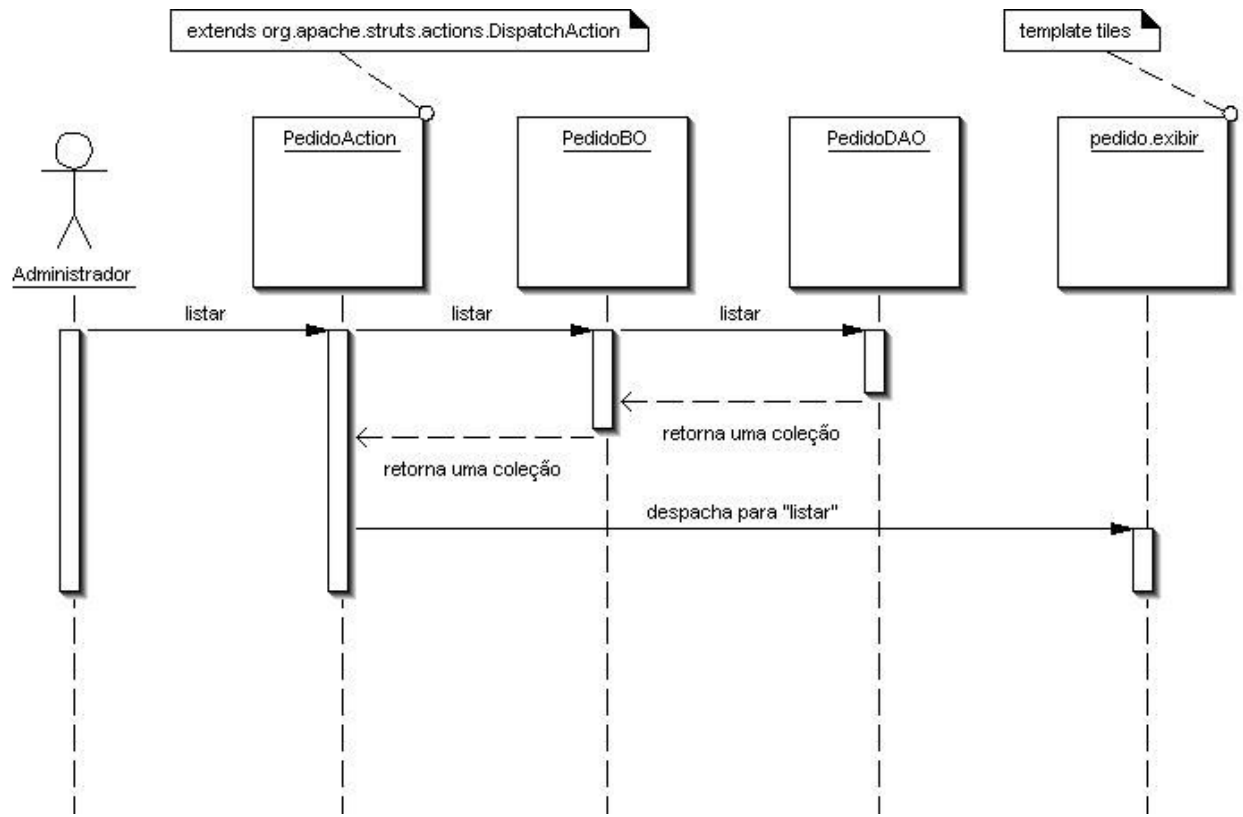 extends org.apache.struts.actions.DispatchAction
template tiles
PedidoAction
PedidoBO
PedidoDAO
pedido.exibir
Administrador
listar
listar
listar
retorna uma coleção
retorna uma coleção
despacha para "listar"